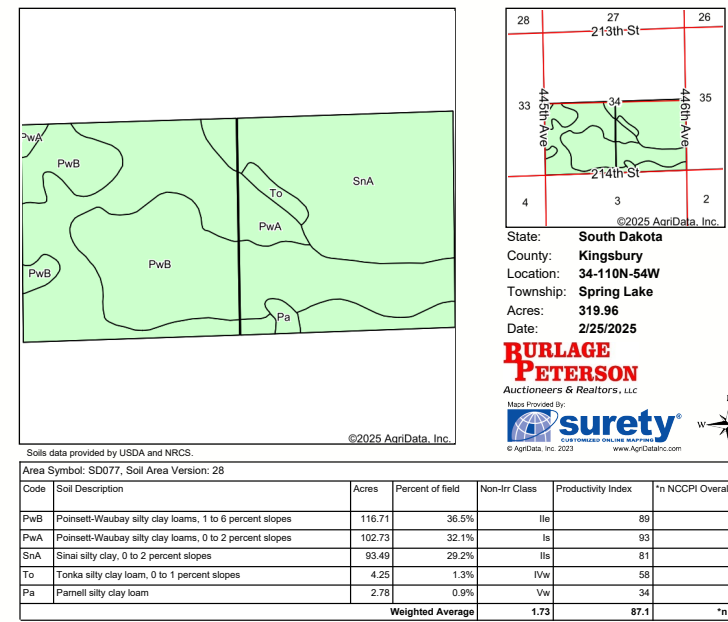 PwA
PwB
To
SnA
PwA
PwB
PwB
Pa
©2025 AgriData, Inc.
Soils data provided by USDA and NRCS.
28
27
26
213th St
33
445th Ave
34
446th Ave
35
214th St
4
3
2
©2025 AgriData, Inc.
State: South Dakota
County: Kingsbury
Location: 34-110N-54W
Township: Spring Lake
Acres: 319.96
Date: 2/25/2025
BURLAGE
PETERSON
Auctioneers & Realtors, LLC
Maps Provided By:
surety®
CUSTOMIZED ONLINE MAPPING
© AgriData, Inc. 2023 www.AgriDataInc.com
W
Area Symbol: SD077, Soil Area Version: 28
Code Soil Description Acres Percent of field Non-Irr Class Productivity Index *n NCCPI Overal
PwB Poinsett-Waubay silty clay loams, 1 to 6 percent slopes 116.71 36.5% IIe 89
PwA Poinsett-Waubay silty clay loams, 0 to 2 percent slopes 102.73 32.1% Is 93
SnA Sinai silty clay, 0 to 2 percent slopes 93.49 29.2% IIs 81
To Tonka silty clay loam, 0 to 1 percent slopes 4.25 1.3% IVw 58
Pa Parnell silty clay loam 2.78 0.9% Vw 34
Weighted Average 1.73 87.1 *n